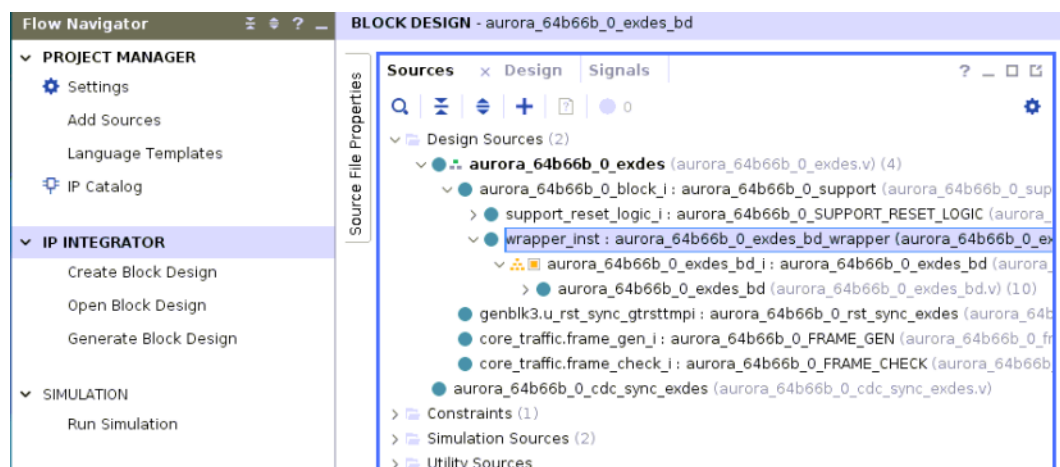 Flow Navigator ? _
PROJECT MANAGER
Settings
Add Sources
Language Templates
IP Catalog
IP INTEGRATOR
Create Block Design
Open Block Design
Generate Block Design
SIMULATION
Run Simulation
BLOCK DESIGN - aurora_64b66b_0_exdes_bd
Source File Properties
Sources × Design Signals ? _
0
Design Sources (2)
aurora_64b66b_0_exdes (aurora_64b66b_0_exdes.v) (4)
aurora_64b66b_0_block_i : aurora_64b66b_0_support (aurora_64b66b_0_sup
support_reset_logic_i : aurora_64b66b_0_SUPPORT_RESET_LOGIC (aurora_
wrapper_inst : aurora_64b66b_0_exdes_bd_wrapper (aurora_64b66b_0_ex
aurora_64b66b_0_exdes_bd_i : aurora_64b66b_0_exdes_bd (aurora_
aurora_64b66b_0_exdes_bd (aurora_64b66b_0_exdes_bd.v) (10)
genblk3.u_rst_sync_gtrsttmpi : aurora_64b66b_0_rst_sync_exdes (aurora_64b
core_traffic.frame_gen_i : aurora_64b66b_0_FRAME_GEN (aurora_64b66b_0_fr
core_traffic.frame_check_i : aurora_64b66b_0_FRAME_CHECK (aurora_64b66b_
aurora_64b66b_0_cdc_sync_exdes (aurora_64b66b_0_cdc_sync_exdes.v)
Constraints (1)
Simulation Sources (2)
Utility Sources